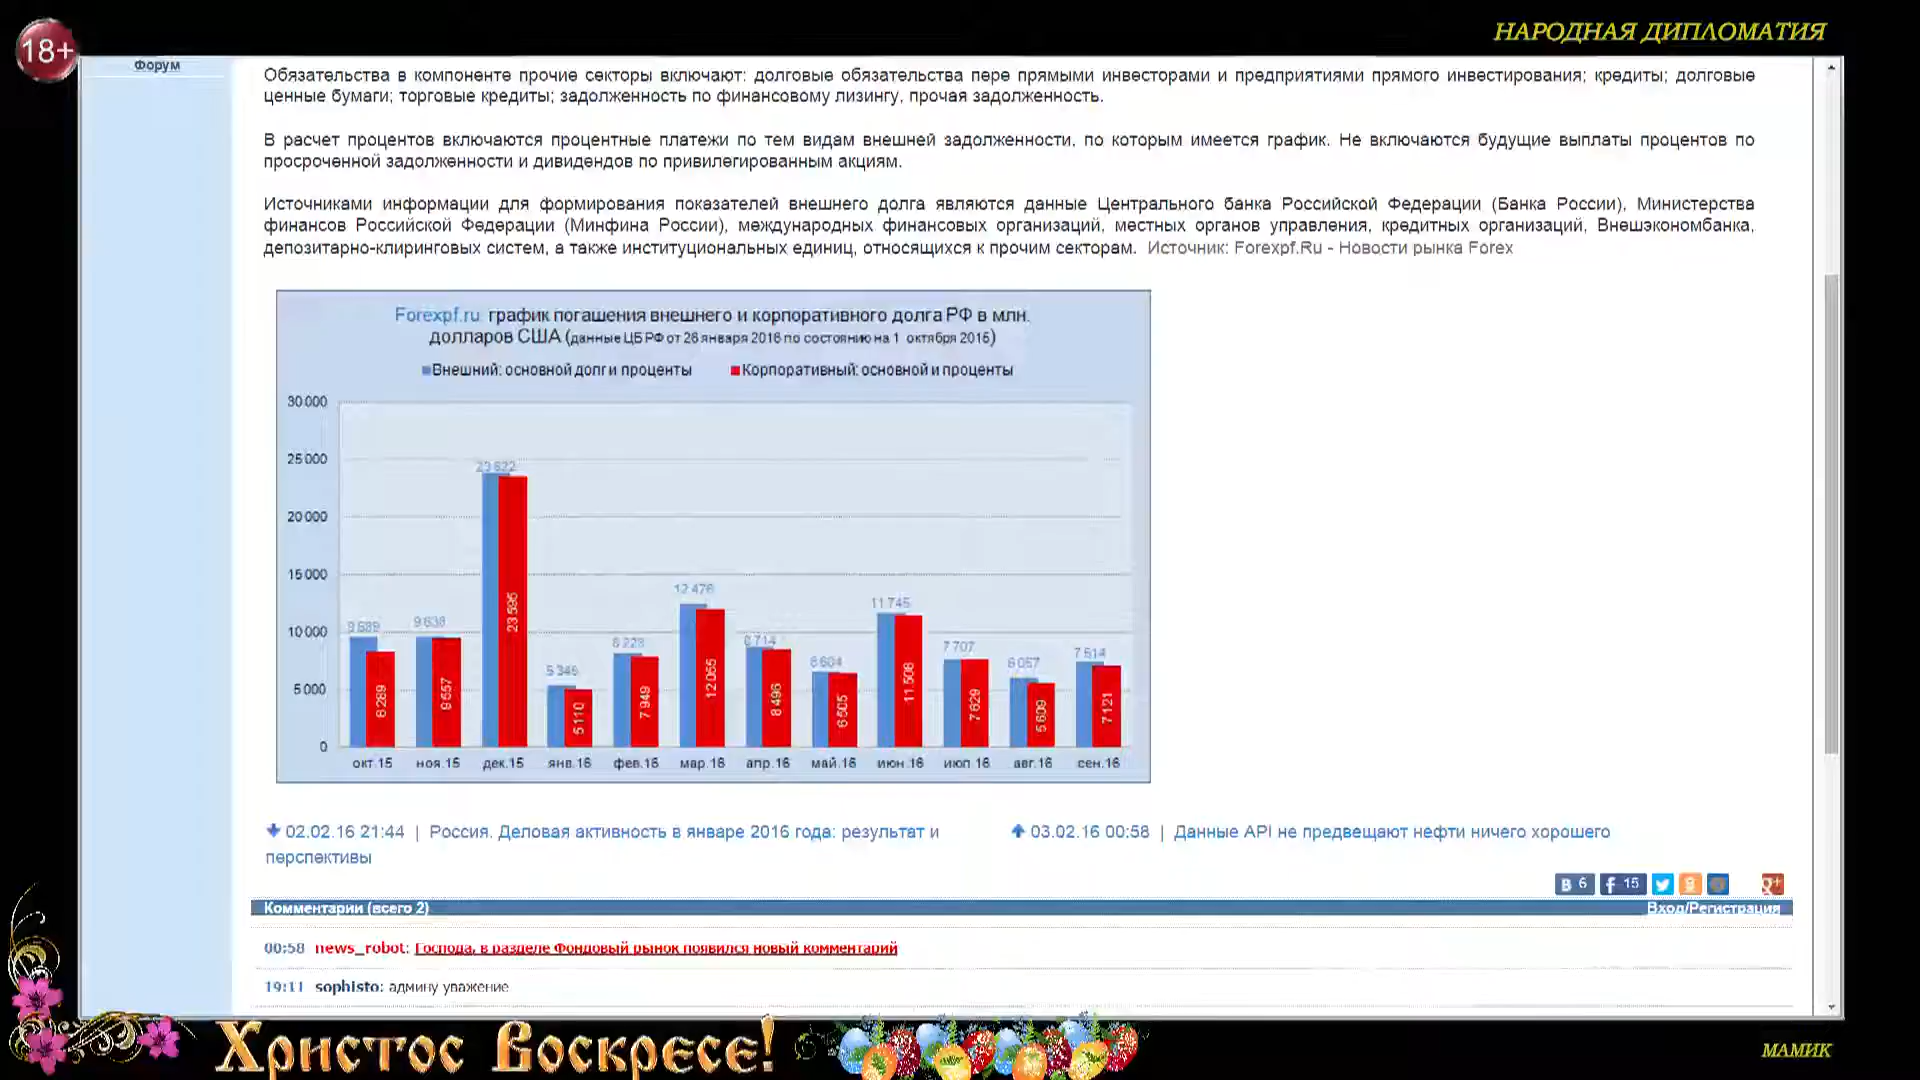 18+
НАРОДНАЯ ДИПЛОМАТИЯ
Форум
Обязательства в компоненте прочие секторы включают: долговые обязательства пере прямыми инвесторами и предприятиями прямого инвестирования; кредиты; долговые
ценные бумаги; торговые кредиты; задолженность по финансовому лизингу, прочая задолженность.
В расчет процентов включаются процентные платежи по тем видам внешней задолженности, по которым имеется график. Не включаются будущие выплаты процентов по
просроченной задолженности и дивидендов по привилегированным акциям.
Источниками информации для формирования показателей внешнего долга являются данные Центрального банка Российской Федерации (Банка России), Министерства
финансов Российской Федерации (Минфина России), международных финансовых организаций, местных органов управления, кредитных организаций, Внешэкономбанка,
депозитарно-клиринговых систем, а также институциональных единиц, относящихся к прочим секторам. Источник: Forexpf.Ru - Новости рынка Forex
Forexpf.ru: график погашения внешнего и корпоративного долга РФ в млн.
долларов США (данные ЦБ РФ от 26 января 2016 по состоянию на 1 октября 2015)
Внешний: основной долг и проценты Корпоративный: основной и проценты
30 000
25 000
20 000
15 000
10 000
5 000
0
9 638
5 346
12 476
8 714
6 604
11 745
7 707
6 057
7 514
9 557
23 595
5 110
7 949
12 055
8 496
6 505
11 508
7 629
5 609
7 121
окт.15 ноя.15 дек.15 янв.16 фев.16 мар.16 апр.16 май.16 июн.16 июл.16 авг.16 сен.16
02.02.16 21:44 | Россия. Деловая активность в январе 2016 года: результат и
перспективы
03.02.16 00:58 | Данные API не предвещают нефти ничего хорошего
В 6 f 15 g+
Комментарии (всего 2) Вход/Регистрация
00:58 news_robot: Господа, в разделе Фондовый рынок появился новый комментарий
19:11 sophisto: админу уважение
Христос Воскресе!
МАМИК